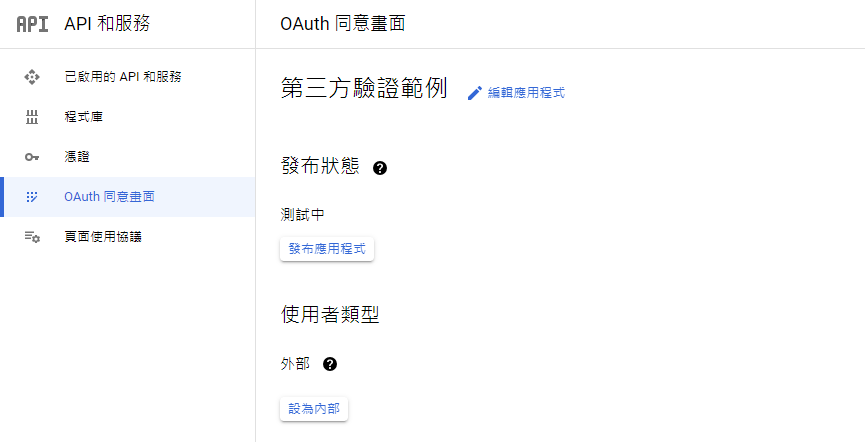 API API 和服務
OAuth 同意畫面
已啟用的 API 和服務
程式庫
憑證
OAuth 同意畫面
頁面使用協議
第三方驗證範例
編輯應用程式
發布狀態
測試中
發布應用程式
使用者類型
外部
設為內部